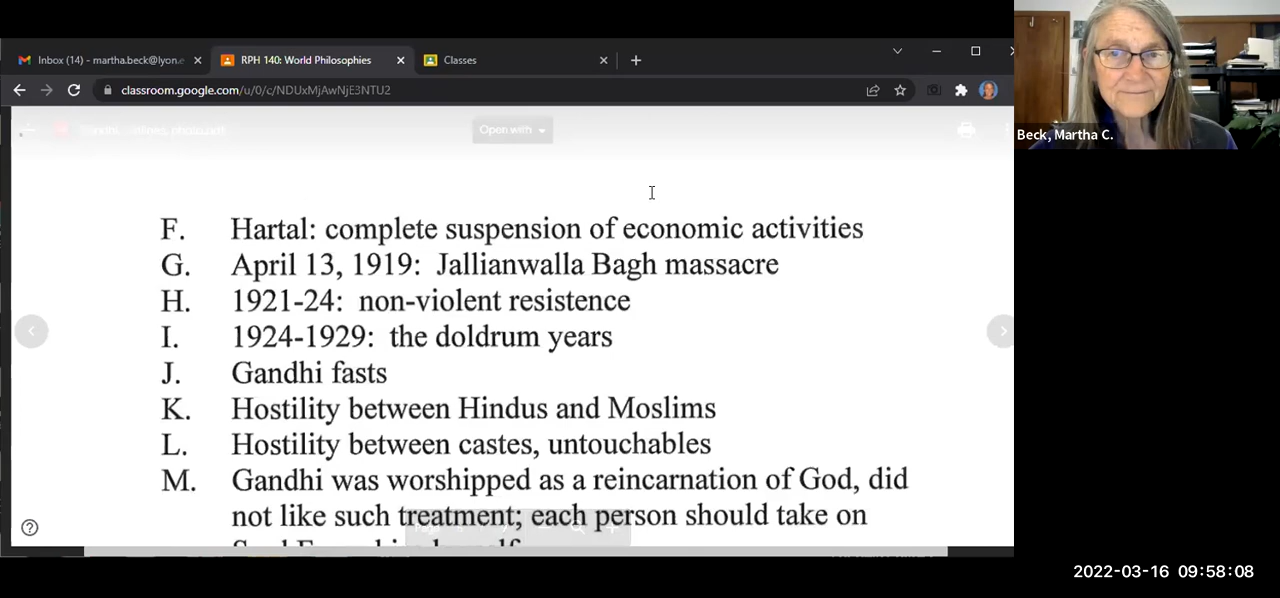 Inbox (14) - martha.beck@lyon.e
RPH 140: World Philosophies
Classes
classroom.google.com/u/0/c/NDUxMjAwNjE3NTU2
Open with
Beck, Martha C.
F. Hartal: complete suspension of economic activities
G. April 13, 1919: Jallianwalla Bagh massacre
H. 1921-24: non-violent resistence
I. 1924-1929: the doldrum years
J. Gandhi fasts
K. Hostility between Hindus and Moslims
L. Hostility between castes, untouchables
M. Gandhi was worshipped as a reincarnation of God, did
not like such treatment; each person should take on
2022-03-16 09:58:08